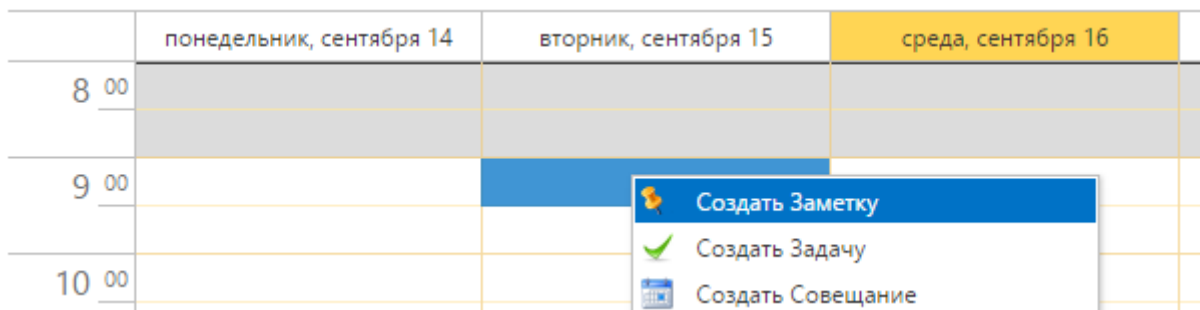 понедельник, сентября 14 вторник, сентября 15 среда, сентября 16
8 00
9 00
Создать Заметку
Создать Задачу
10 00
Создать Совещание